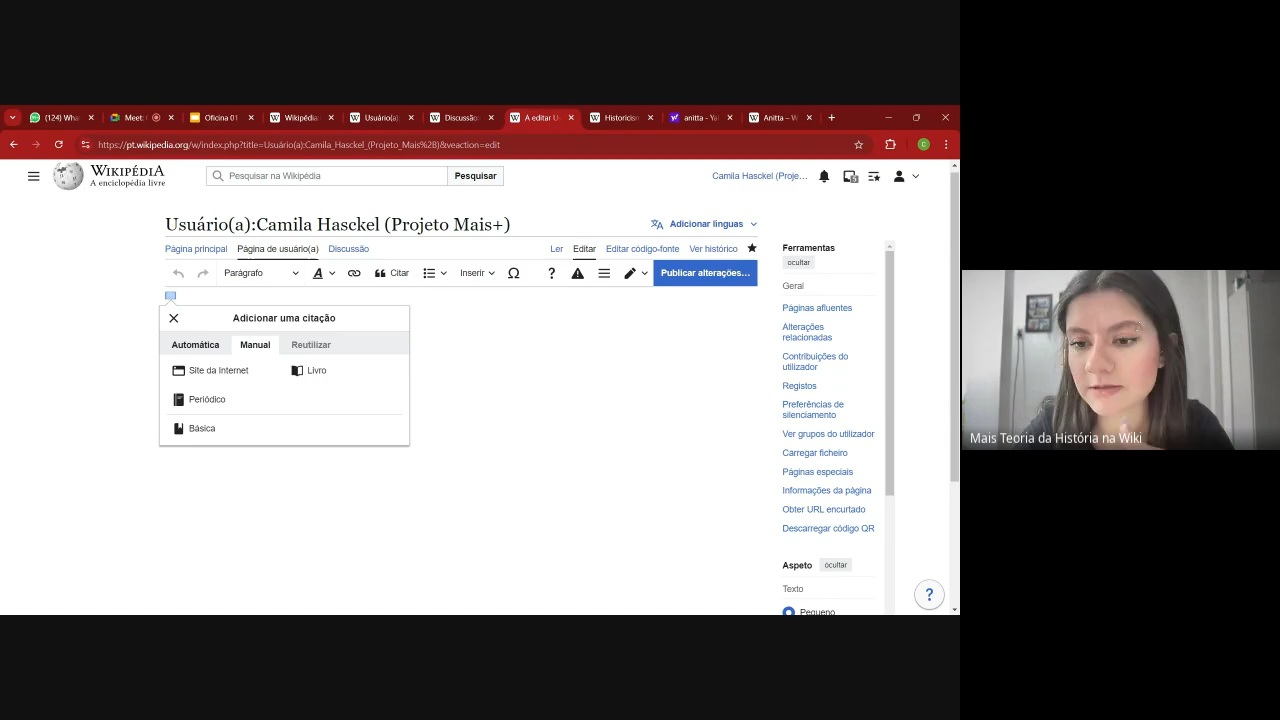 (124) Wha
Meet:
Oficina 01
Wikipédia
Usuário(a)
Discussão
A editar U
Historicis
anitta - Ya
Anitta – W
https://pt.wikipedia.org/w/index.php?title=Usuário(a):Camila_Hasckel_(Projeto_Mais%2B)&veaction=edit
C
WIKIPÉDIA
A enciclopédia livre
Pesquisar na Wikipédia
Pesquisar
Camila Hasckel (Proje...
Usuário(a):Camila Hasckel (Projeto Mais+)
Adicionar línguas
Página principal
Página de usuário(a)
Discussão
Ler
Editar
Editar código-fonte
Ver histórico
Parágrafo
A
Citar
Inserir
Ω
?
Publicar alterações...
Adicionar uma citação
Automática
Manual
Reutilizar
Site da Internet
Livro
Periódico
Básica
Ferramentas
ocultar
Geral
Páginas afluentes
Alterações
relacionadas
Contribuições do
utilizador
Registos
Preferências de
silenciamento
Ver grupos do utilizador
Carregar ficheiro
Páginas especiais
Informações da página
Obter URL encurtado
Descarregar código QR
Aspeto
ocultar
Texto
Pequeno
?
Mais Teoria da História na Wiki